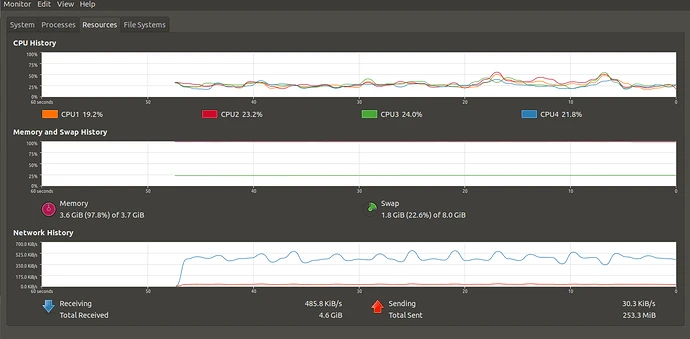 Monitor Edit View Help
System Processes Resources File Systems
CPU History
100%
75%
50%
25%
0%
60 seconds 50 40 30 20 10 0
CPU1 19.2% CPU2 23.2% CPU3 24.0% CPU4 21.8%
Memory and Swap History
100%
75%
50%
25%
0%
60 seconds 50 40 30 20 10 0
Memory Swap
3.6 GiB (97.8%) of 3.7 GiB 1.8 GiB (22.6%) of 8.0 GiB
Network History
700.0 KiB/s
525.0 KiB/s
350.0 KiB/s
175.0 KiB/s
0.0 KiB/s
60 seconds 50 40 30 20 10 0
Receiving 485.8 KiB/s Sending 30.3 KiB/s
Total Received 4.6 GiB Total Sent 253.3 MiB